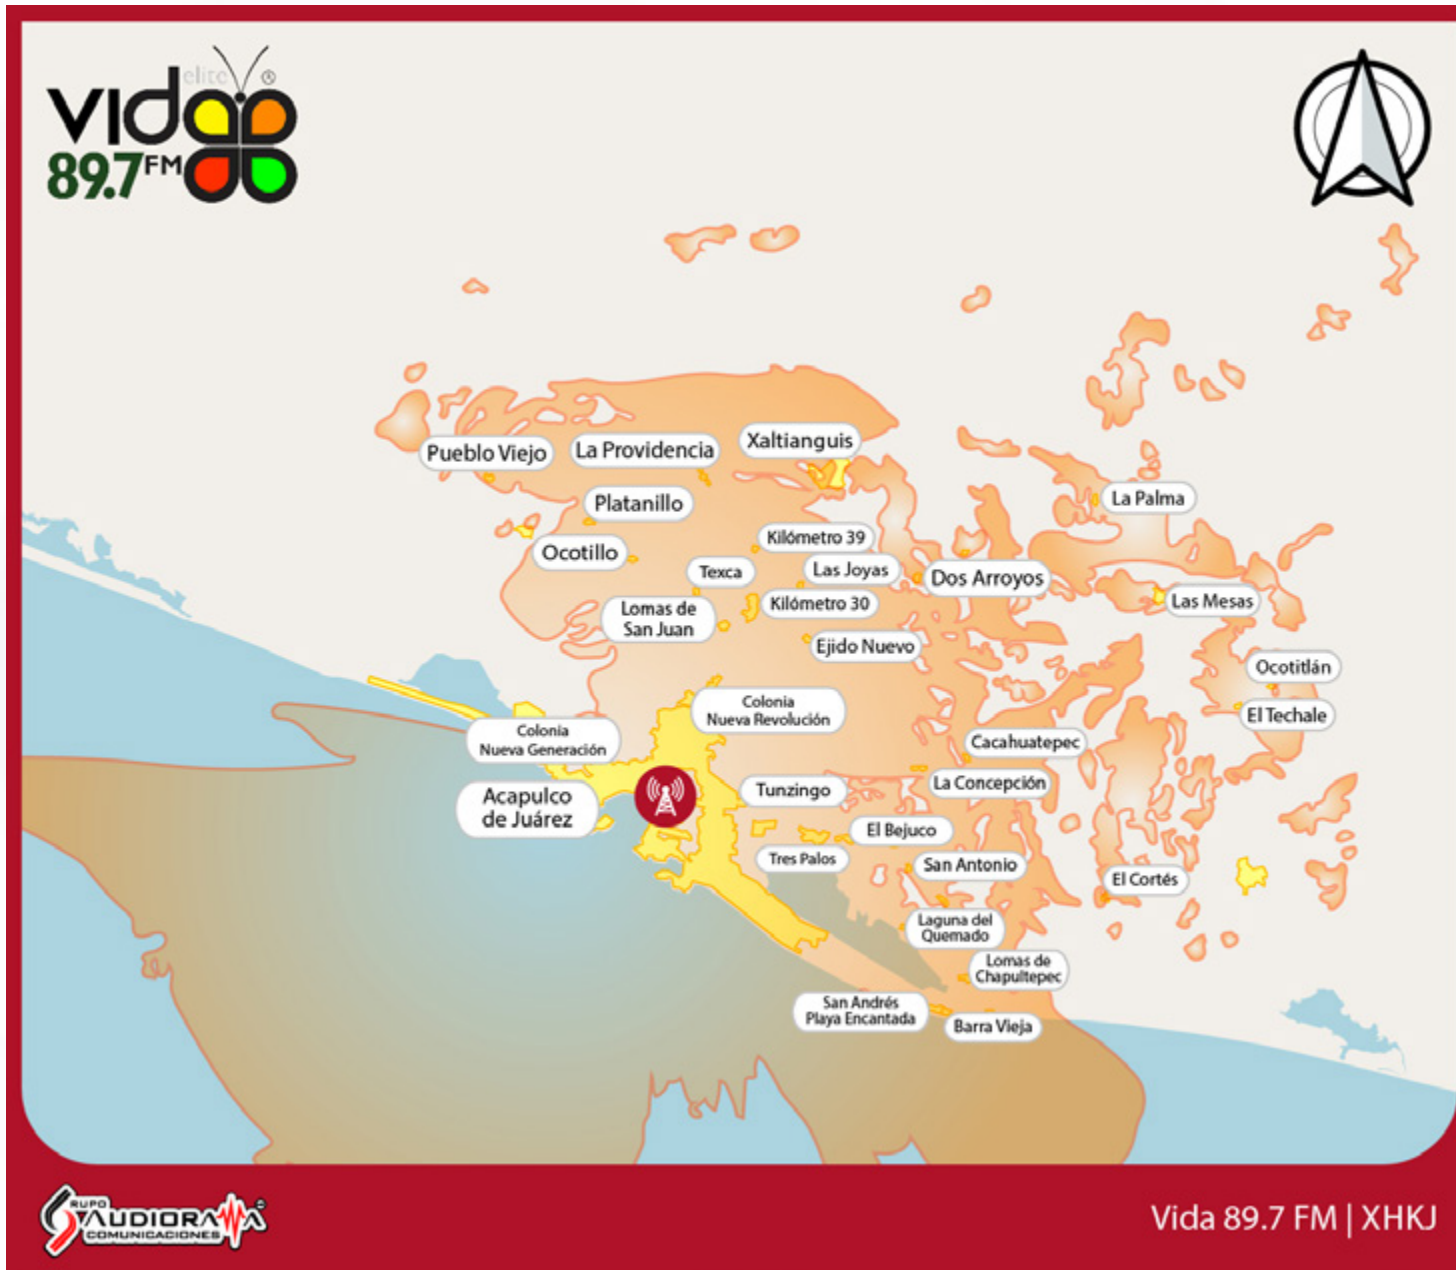 elite ®
vida
89.7 FM
Xaltianguis
La Providencia
Pueblo Viejo
La Palma
Platanillo
Kilómetro 39
Ocotillo
Las Joyas
Texca
Dos Arroyos
Las Mesas
Kilómetro 30
Lomas de
San Juan
Ejido Nuevo
Ocotitlán
Colonia
Nueva Revolución
El Techale
Colonia
Nueva Generación
Cacahuatepec
La Concepción
Tunzingo
Acapulco
de Juárez
El Bejuco
Tres Palos
San Antonio
El Cortés
Laguna del
Quemado
Lomas de
Chapultepec
San Andrés
Playa Encantada
Barra Vieja
GRUPO
AUDIORAMA
COMUNICACIONES
Vida 89.7 FM | XHKJ